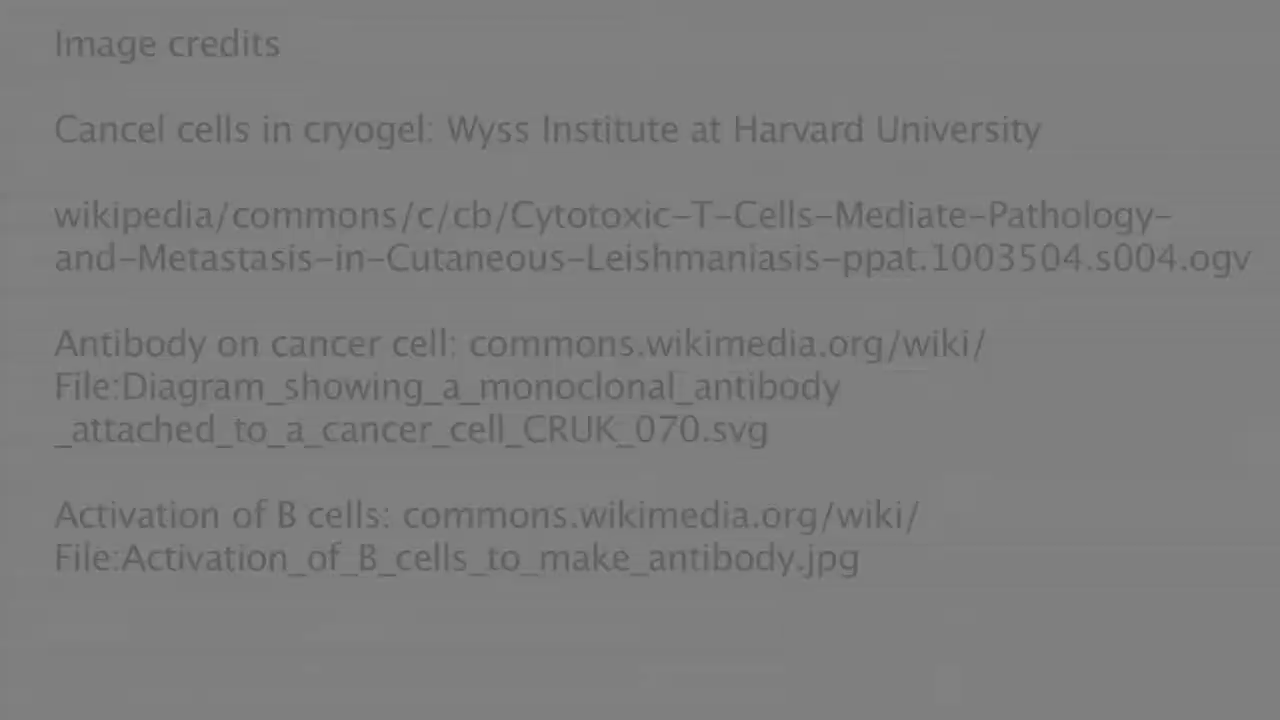 Image credits
Cancel cells in cryogel: Wyss Institute at Harvard University
wikipedia/commons/c/cb/Cytotoxic-T-Cells-Mediate-Pathology-
and-Metastasis-in-Cutaneous-Leishmaniasis-ppat.1003504.s004.ogv
Antibody on cancer cell: commons.wikimedia.org/wiki/
File:Diagram_showing_a_monoclonal_antibody
_attached_to_a_cancer_cell_CRUK_070.svg
Activation of B cells: commons.wikimedia.org/wiki/
File:Activation_of_B_cells_to_make_antibody.jpg